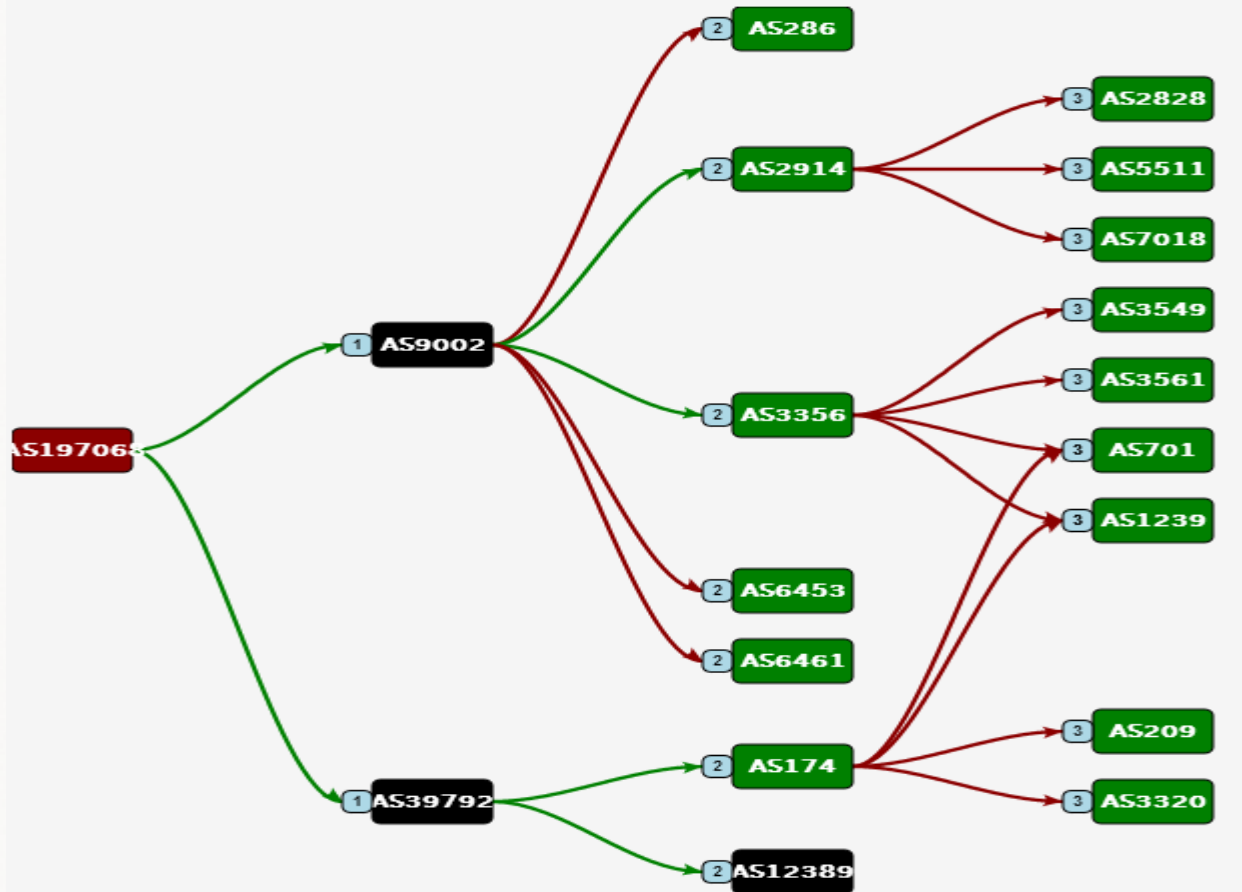 2 AS286
3 AS2828
2 AS2914
3 AS5511
3 AS7018
3 AS3549
1 AS9002
3 AS3561
2 AS3356
AS197068
3 AS701
3 AS1239
2 AS6453
2 AS6461
3 AS209
2 AS174
1 AS39792
3 AS3320
2 AS12389